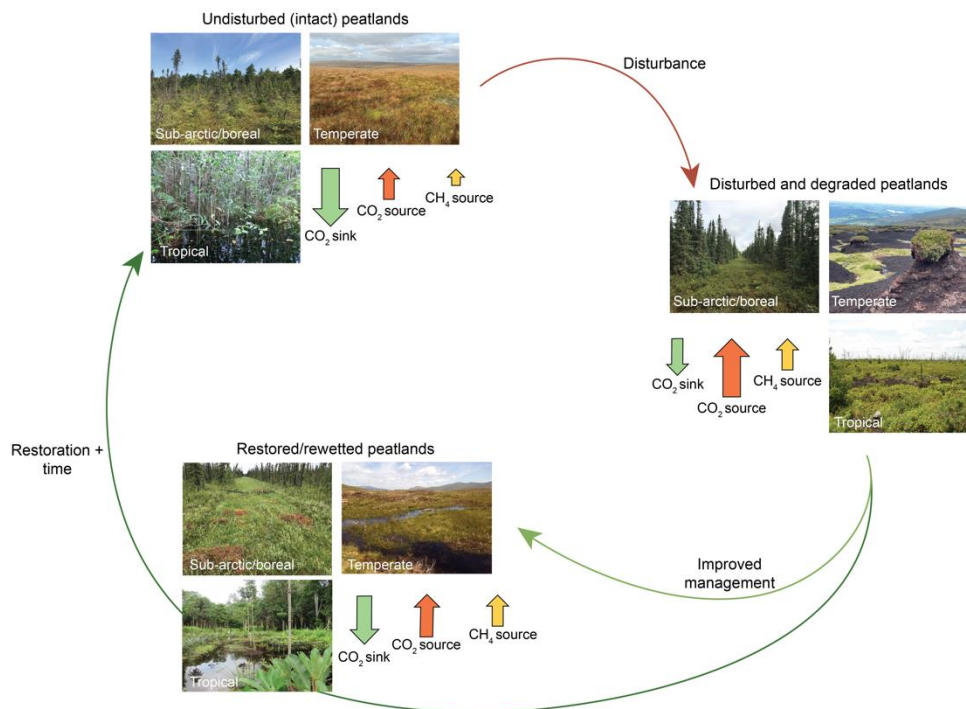 Undisturbed (intact) peatlands
Sub-arctic/boreal
Temperate
Tropical
CO₂ sink
CO₂ source
CH₄ source
Disturbance
Disturbed and degraded peatlands
Sub-arctic/boreal
Temperate
CO₂ sink
CO₂ source
CH₄ source
Tropical
Improved
management
Restored/rewetted peatlands
Sub-arctic/boreal
Temperate
Tropical
CO₂ sink
CO₂ source
CH₄ source
Restoration +
time